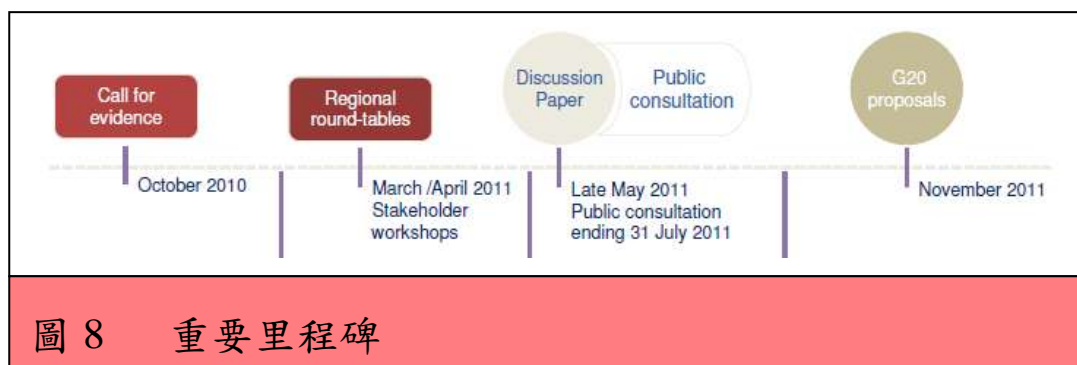 Call for
evidence
Regional
round-tables
Discussion
Paper
Public
consultation
G20
proposals
October 2010
March /April 2011
Stakeholder
workshops
Late May 2011
Public consultation
ending 31 July 2011
November 2011
圖 8 重要里程碑